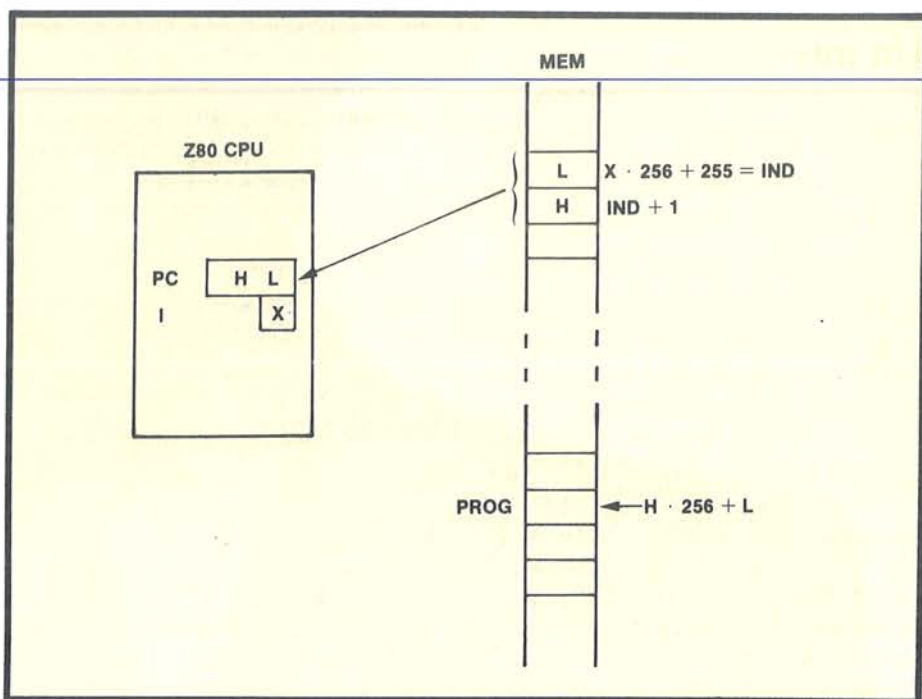 MEM
Z80 CPU
L X · 256 + 255 = IND
H IND + 1
PC H L
I X
PROG H · 256 + L